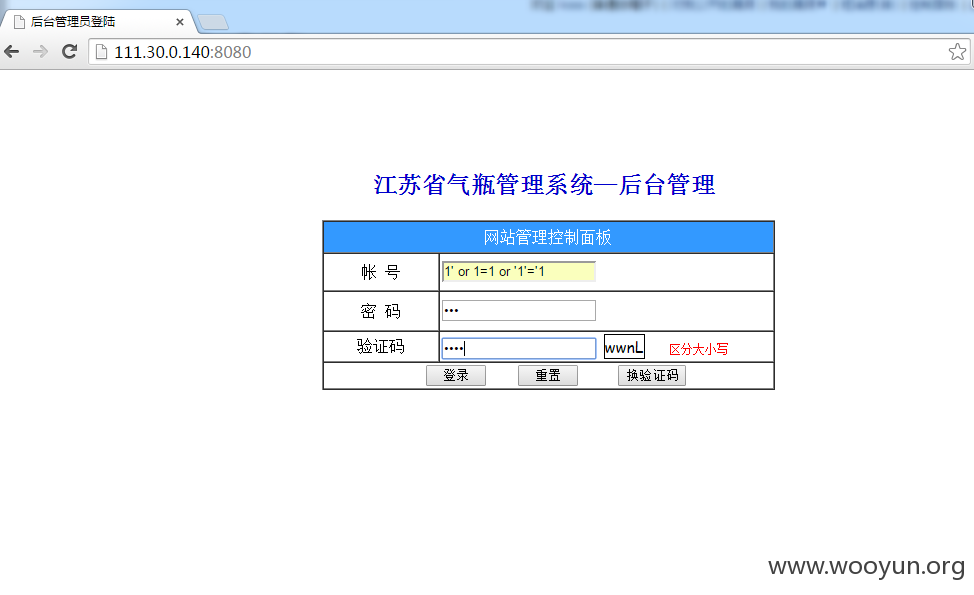 后台管理员登陆
111.30.0.140:8080
江苏省气瓶管理系统—后台管理
网站管理控制面板
帐 号 1' or 1=1 or '1'='1
密 码 •••
验证码 •••• wwnL 区分大小写
登录 重置 换验证码
www.wooyun.org